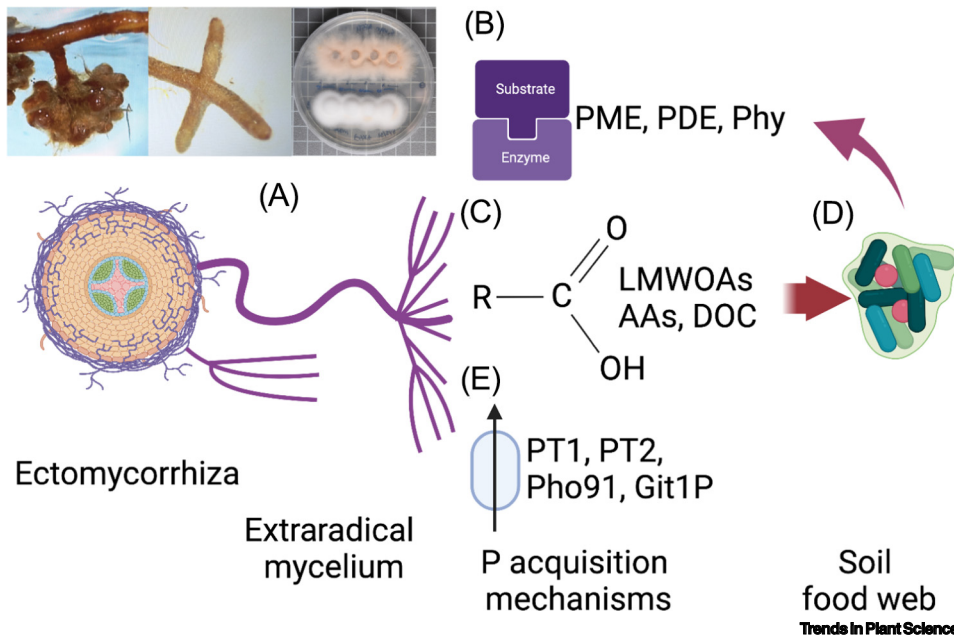 (B)
Substrate
Enzyme
PME, PDE, Phy
(A)
(C)
(D)
O
R
C
OH
LMWOAs
AAs, DOC
(E)
PT1, PT2,
Pho91, Git1P
Ectomycorrhiza
Extraradical
mycelium
P acquisition
mechanisms
Soil
food web
Trends in Plant Science